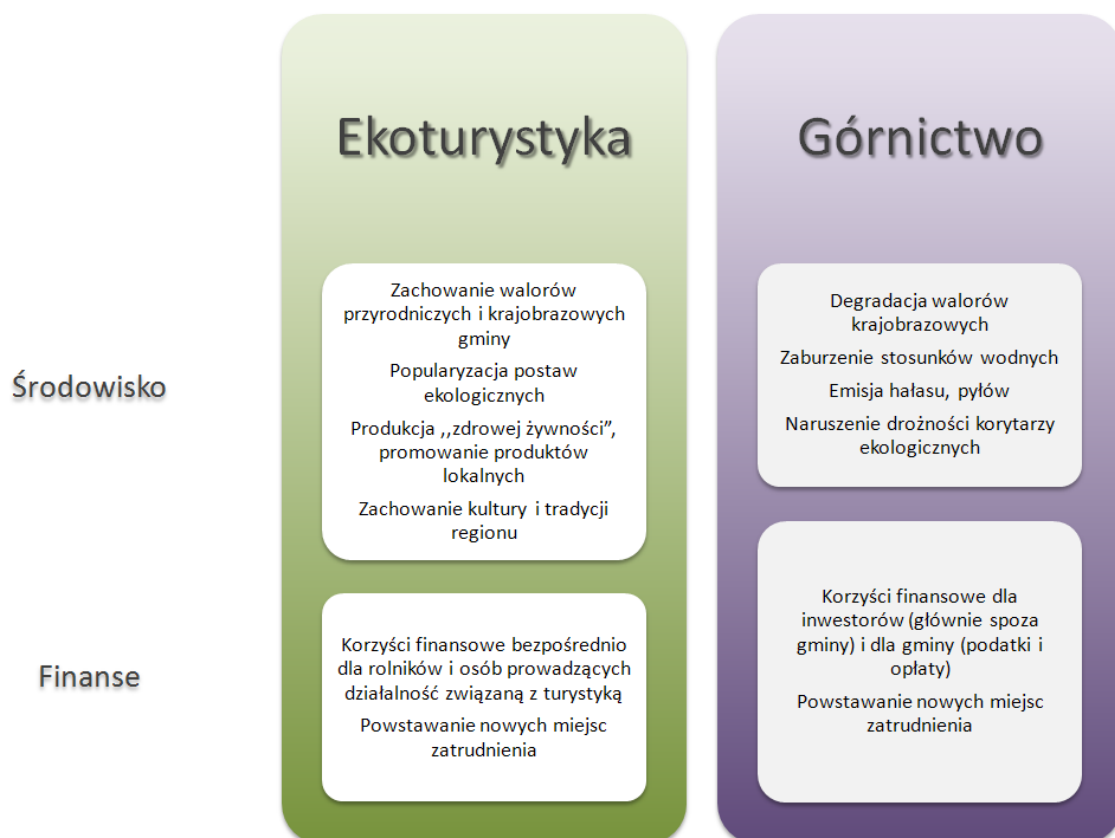 Ekoturystyka
Górnictwo
Środowisko
Zachowanie walorów
przyrodniczych i krajobrazowych
gminy
Popularyzacja postaw
ekologicznych
Produkcja ,,zdrowej żywności”,
promowanie produktów
lokalnych
Zachowanie kultury i tradycji
regionu
Degradacja walorów
krajobrazowych
Zaburzenie stosunków wodnych
Emisja hałasu, pyłów
Naruszenie drożności korytarzy
ekologicznych
Finanse
Korzyści finansowe bezpośrednio
dla rolników i osób prowadzących
działalność związaną z turystyką
Powstawanie nowych miejsc
zatrudnienia
Korzyści finansowe dla
inwestorów (głównie spoza
gminy) i dla gminy (podatki i
opłaty)
Powstawanie nowych miejsc
zatrudnienia